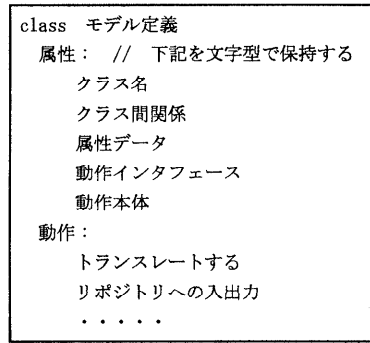 class モデル定義
属性： // 下記を文字型で保持する
クラス名
クラス間関係
属性データ
動作インタフェース
動作本体
動作：
トランスレートする
リポジトリへの入出力
・・・・・